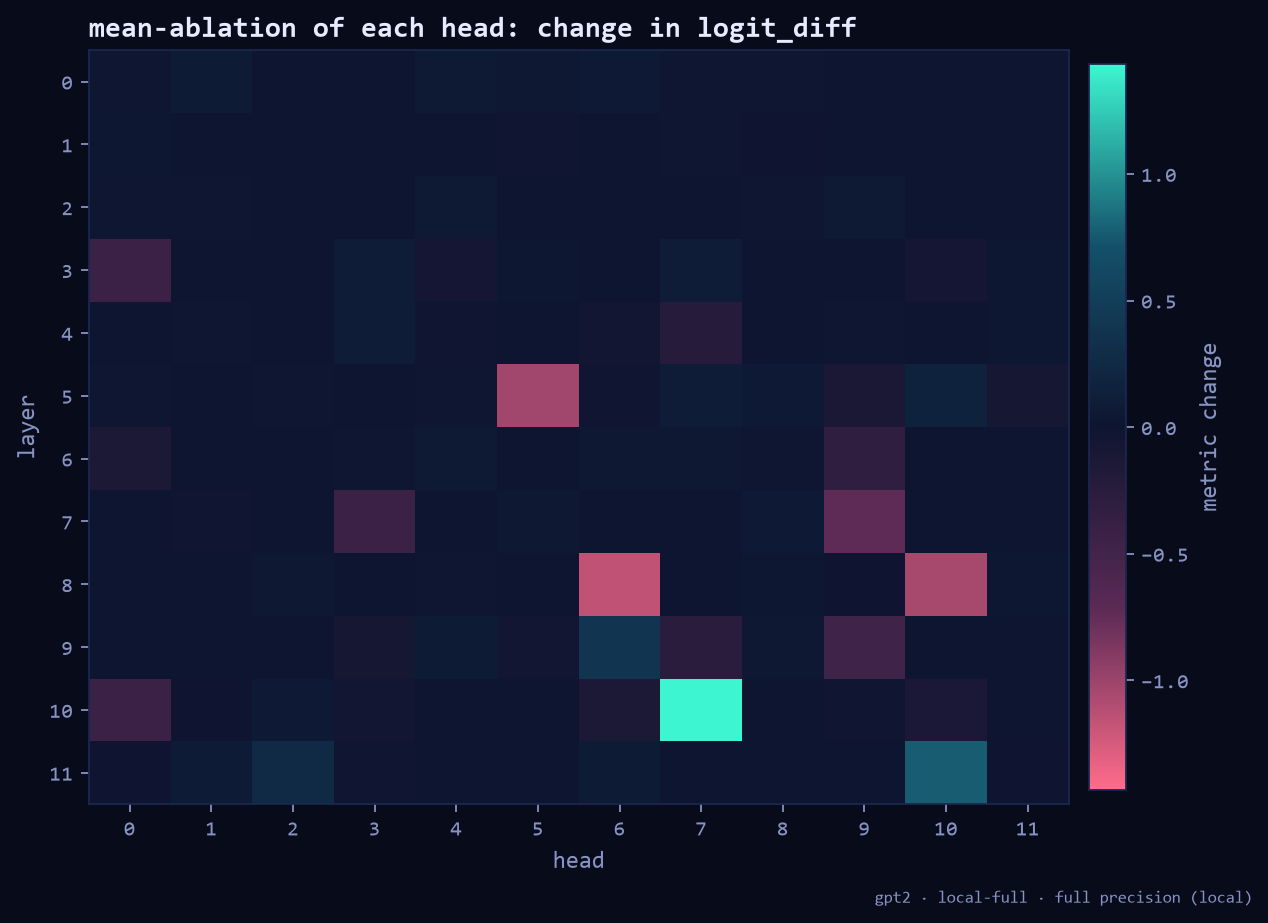 mean-ablation of each head: change in logit_diff
layer
0
1
2
3
4
5
6
7
8
9
10
11
0 1 2 3 4 5 6 7 8 9 10 11
head
1.0
0.5
0.0
−0.5
−1.0
metric change
gpt2 · local-full · full precision (local)